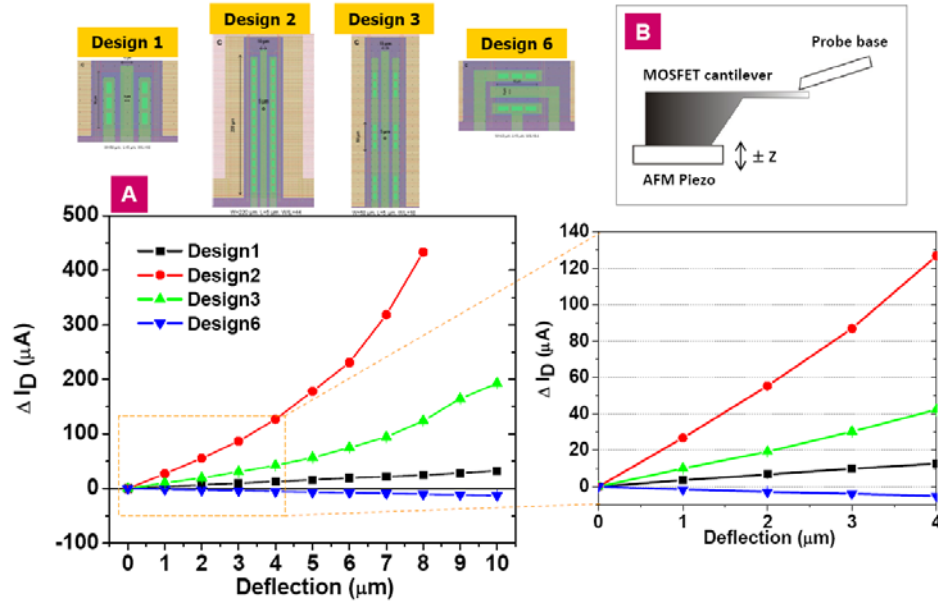 Design 1
Design 2
Design 3
Design 6
B
Probe base
MOSFET cantilever
± Z
AFM Piezo
A
500
400
300
200
100
0
-100
Δ I_D (μA)
Design1
Design2
Design3
Design6
0 1 2 3 4 5 6 7 8 9 10
Deflection (μm)
140
120
100
80
60
40
20
0
Δ I_D (μA)
0 1 2 3 4
Deflection (μm)